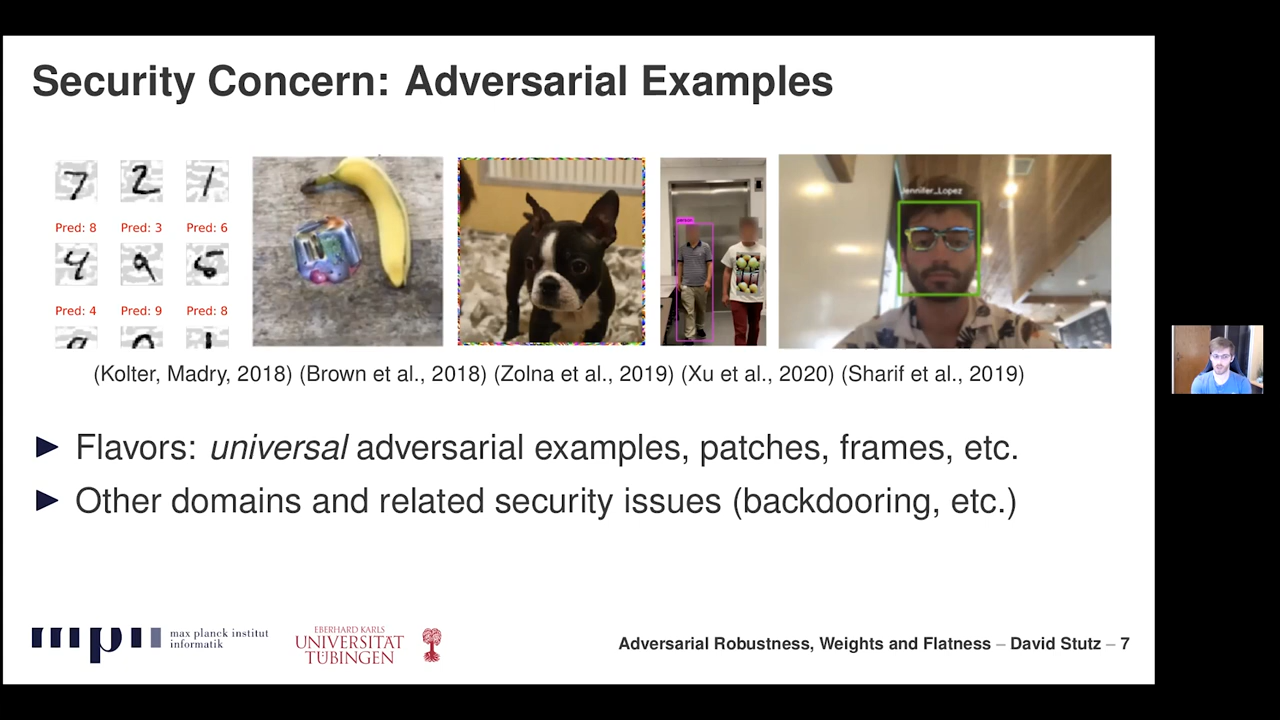 Security Concern: Adversarial Examples
7 2 1
Pred: 8 Pred: 3 Pred: 6
4 9 5
Pred: 4 Pred: 9 Pred: 8
person
Jennifer_Lopez
(Kolter, Madry, 2018) (Brown et al., 2018) (Zolna et al., 2019) (Xu et al., 2020) (Sharif et al., 2019)
Flavors: universal adversarial examples, patches, frames, etc.
Other domains and related security issues (backdooring, etc.)
mpi max planck institut
informatik
EBERHARD KARLS
UNIVERSITÄT
TÜBINGEN
Adversarial Robustness, Weights and Flatness – David Stutz – 7